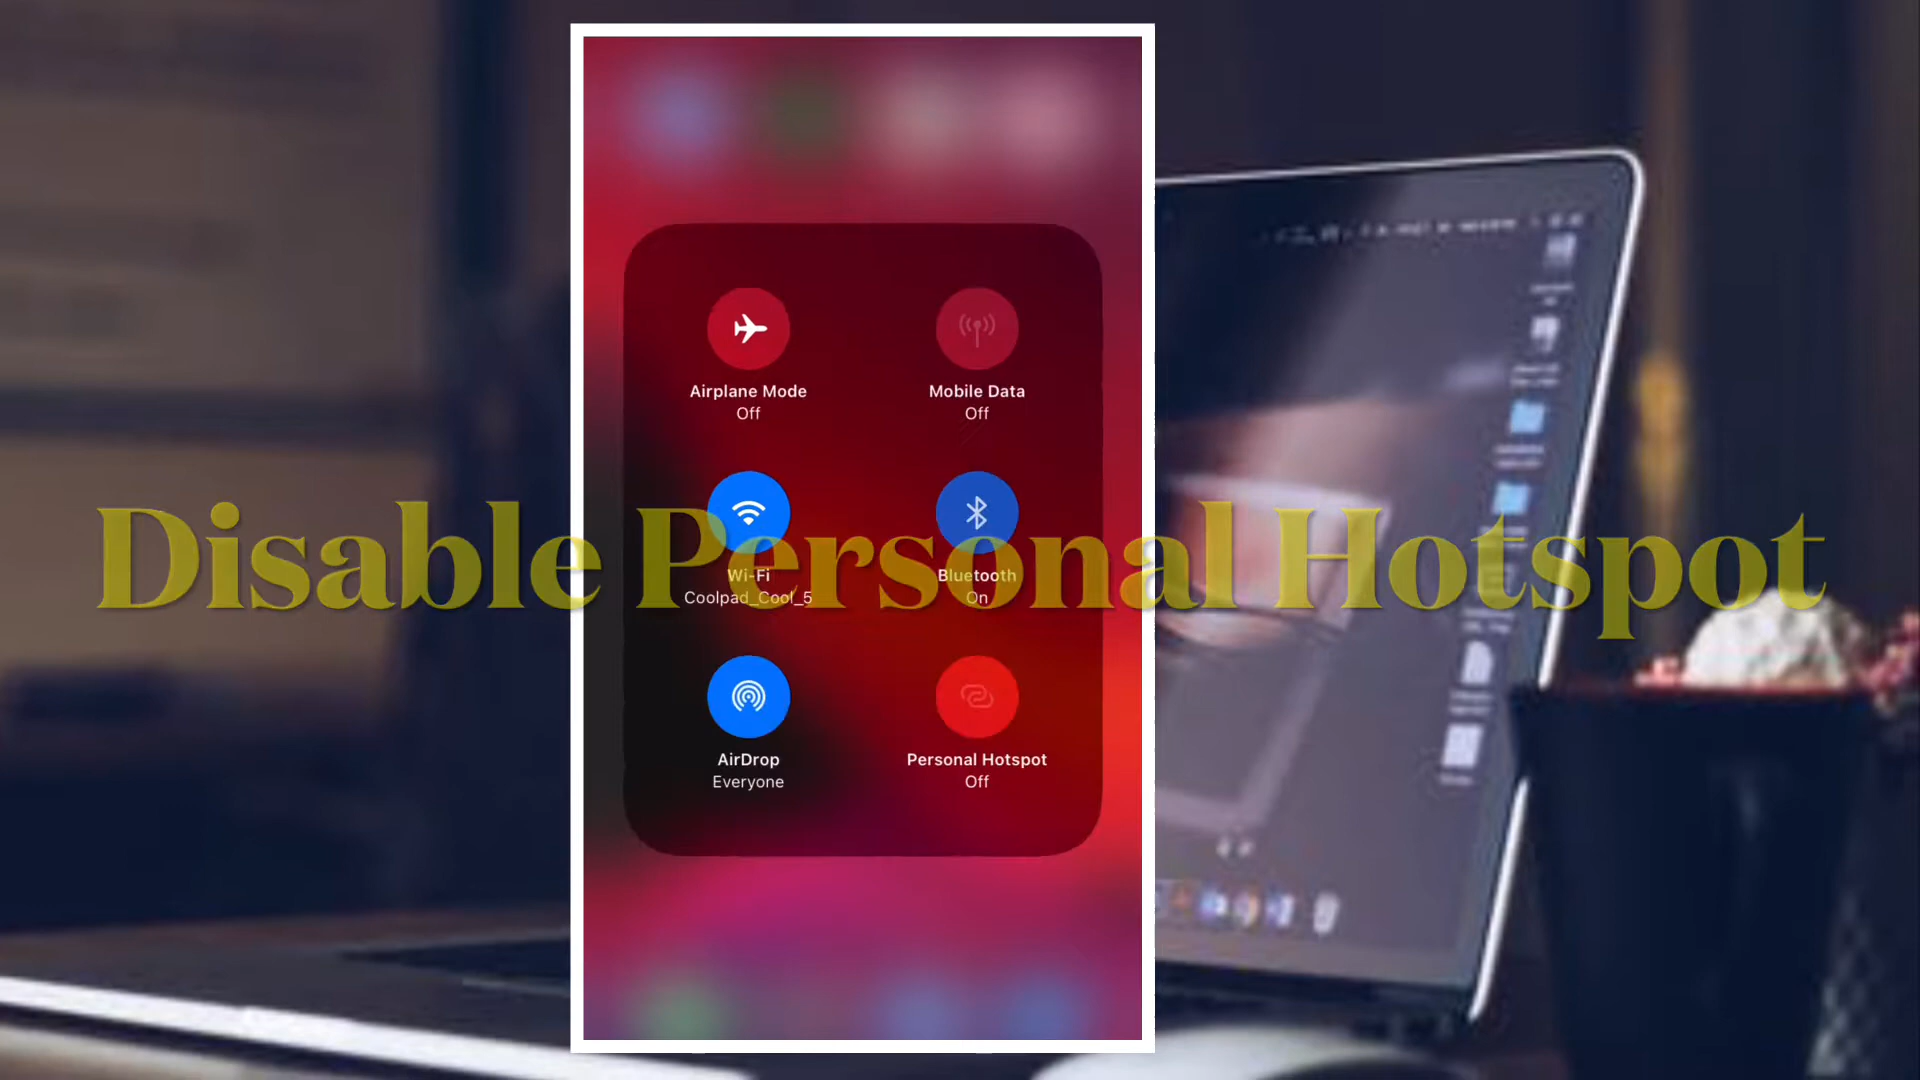 Airplane Mode
Off
Mobile Data
Off
Disable Personal Hotspot
Wi-Fi
Coolpad_Cool_5
Bluetooth
On
AirDrop
Everyone
Personal Hotspot
Off